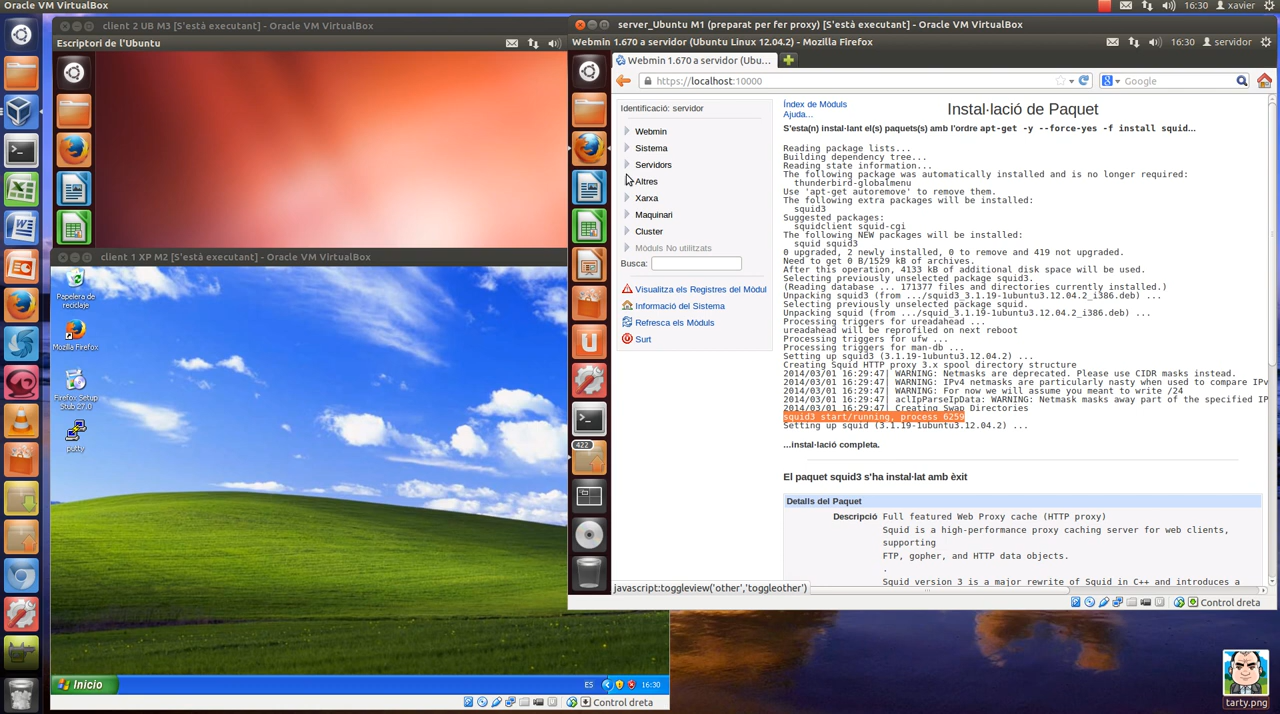 Oracle VM VirtualBox
16:30
xavier
client 2 UB M3 [S'està executant] - Oracle VM VirtualBox
Escriptori de l'Ubuntu
client 1 XP M2 [S'està executant] - Oracle VM VirtualBox
Papelera de
reciclaje
Mozilla Firefox
Firefox Setup
Stub 27.0
putty
Inicio
ES
16:30
Control dreta
server_Ubuntu M1 (preparat per fer proxy) [S'està executant] - Oracle VM VirtualBox
Webmin 1.670 a servidor (Ubuntu Linux 12.04.2) - Mozilla Firefox
16:30
servidor
Webmin 1.670 a servidor (Ubu...
https://localhost:10000
Google
422
Identificació: servidor
Webmin
Sistema
Servidors
Altres
Xarxa
Maquinari
Cluster
Mòduls No utilitzats
Busca:
Visualitza els Registres del Mòdul
Informació del Sistema
Refresca els Mòduls
Surt
Índex de Mòduls
Ajuda...
Instal·lació de Paquet
S'esta(n) instal·lant el(s) paquets(s) amb l'ordre apt-get -y --force-yes -f install squid...
Reading package lists...
Building dependency tree...
Reading state information...
The following package was automatically installed and is no longer required:
thunderbird-globalmenu
Use 'apt-get autoremove' to remove them.
The following extra packages will be installed:
squid3
Suggested packages:
squidclient squid-cgi
The following NEW packages will be installed:
squid squid3
0 upgraded, 2 newly installed, 0 to remove and 419 not upgraded.
Need to get 0 B/1529 kB of archives.
After this operation, 4133 kB of additional disk space will be used.
Selecting previously unselected package squid3.
(Reading database ... 171377 files and directories currently installed.)
Unpacking squid3 (from .../squid3_3.1.19-1ubuntu3.12.04.2_i386.deb) ...
Selecting previously unselected package squid.
Unpacking squid (from .../squid_3.1.19-1ubuntu3.12.04.2_i386.deb) ...
Processing triggers for ureadahead ...
ureadahead will be reprofiled on next reboot
Processing triggers for ufw ...
Processing triggers for man-db ...
Setting up squid3 (3.1.19-1ubuntu3.12.04.2) ...
Creating Squid HTTP proxy 3.x spool directory structure
2014/03/01 16:29:47| WARNING: Netmasks are deprecated. Please use CIDR masks instead.
2014/03/01 16:29:47| WARNING: IPv4 netmasks are particularly nasty when used to compare IPv
2014/03/01 16:29:47| WARNING: For now we will assume you meant to write /24
2014/03/01 16:29:47| aclIpParseIpData: WARNING: Netmask masks away part of the specified IP
2014/03/01 16:29:47| Creating Swap Directories
squid3 start/running, process 6259
Setting up squid (3.1.19-1ubuntu3.12.04.2) ...
...instal·lació completa.
El paquet squid3 s'ha instal·lat amb èxit
Detalls del Paquet
Descripció Full featured Web Proxy cache (HTTP proxy)
Squid is a high-performance proxy caching server for web clients,
supporting
FTP, gopher, and HTTP data objects.
.
Squid version 3 is a major rewrite of Squid in C++ and introduces a
javascript:toggleview('other','toggleother')
Control dreta
tarty.png